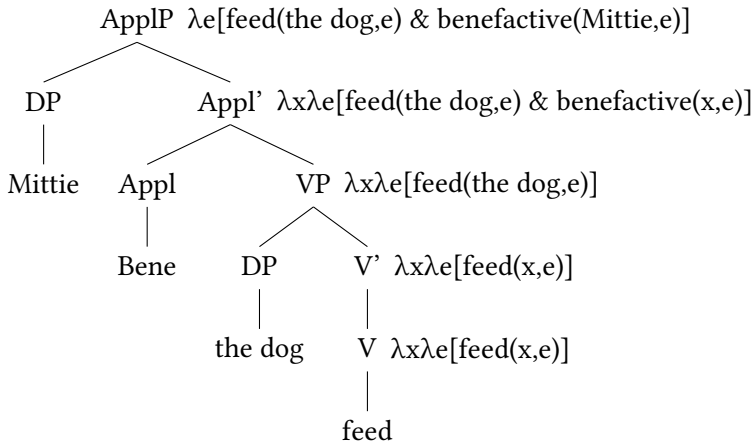 ApplP λe[feed(the dog,e) & benefactive(Mittie,e)]
DP Appl’ λxλe[feed(the dog,e) & benefactive(x,e)]
Mittie Appl VP λxλe[feed(the dog,e)]
Bene DP V’ λxλe[feed(x,e)]
the dog V λxλe[feed(x,e)]
feed